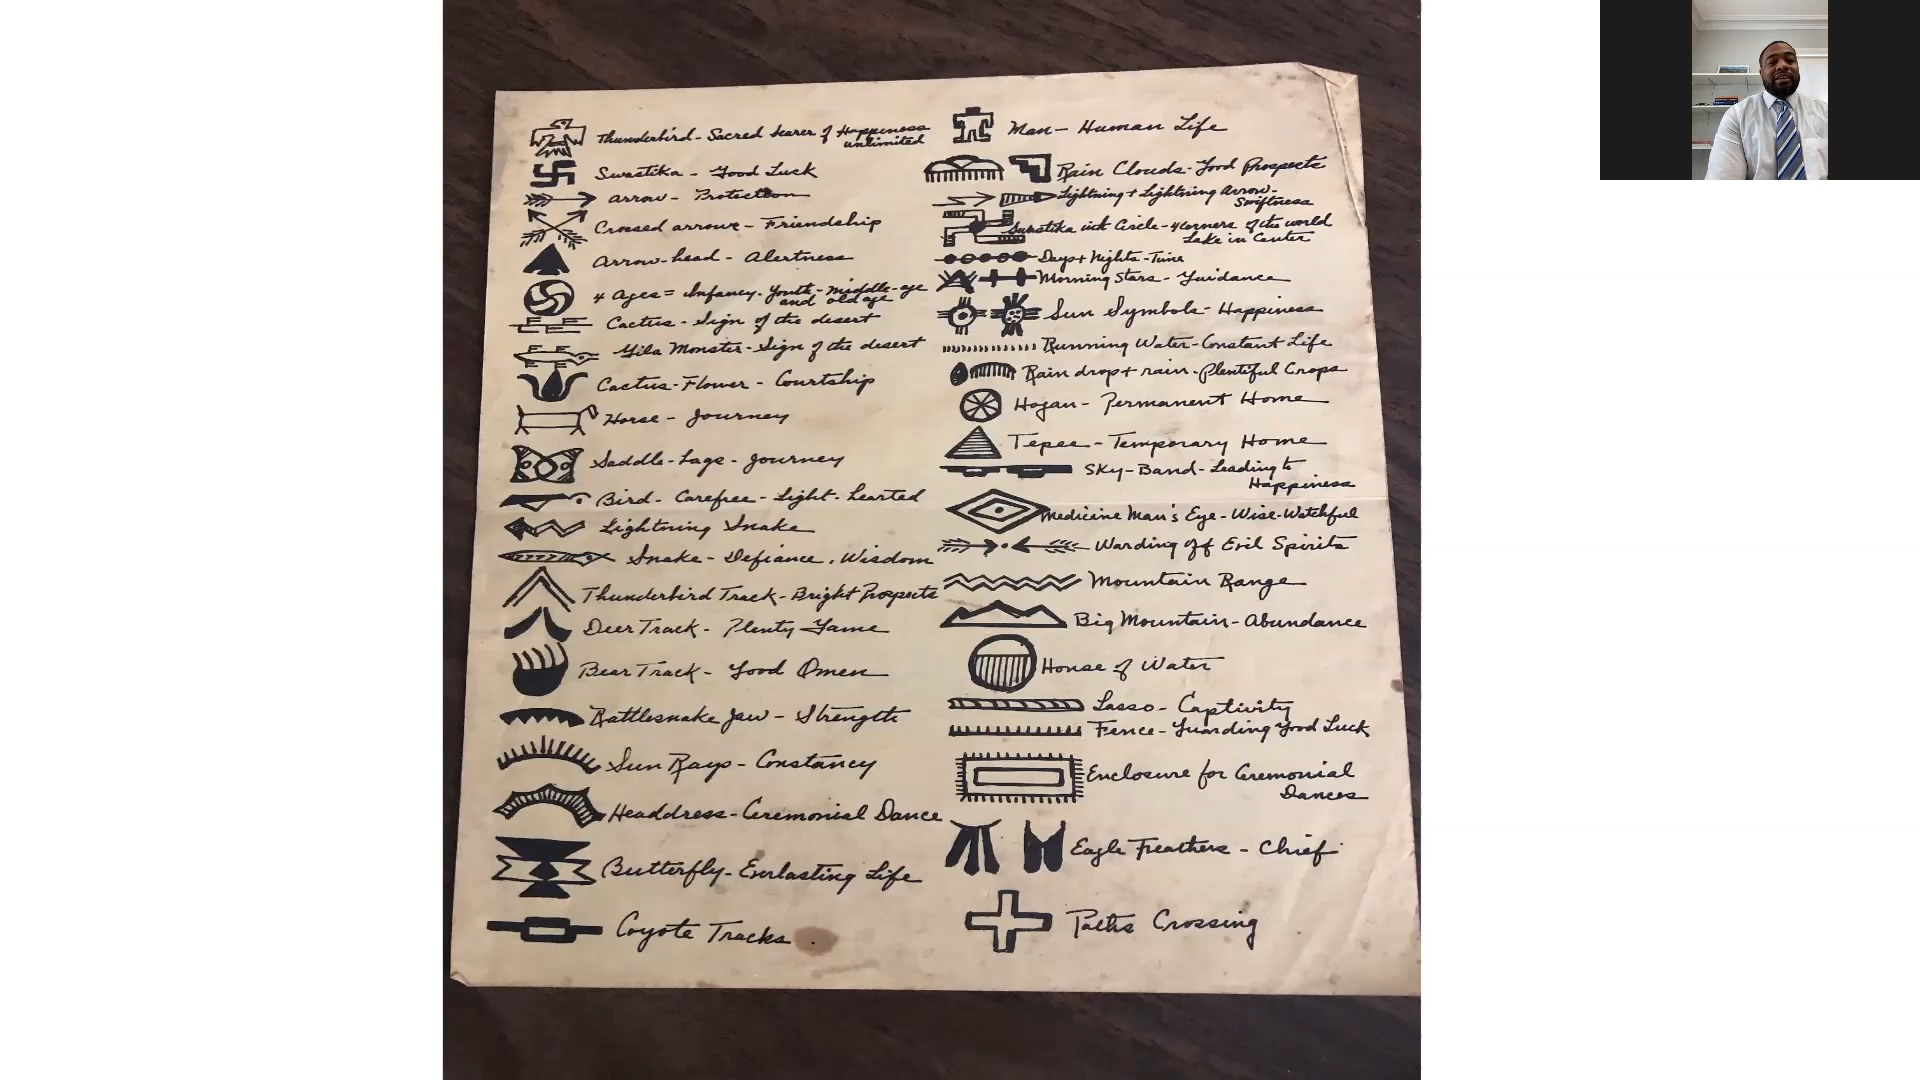 Thunderbird - Sacred bearer of Happiness
unlimited
Swastika - Good Luck
Arrow - Protection
Crossed arrows - Friendship
Arrow-head - Alertness
4 Ages = Infancy - Youth - middle-age
and old age
Cactus - Sign of the desert
Gila Monster - Sign of the desert
Cactus-Flower - Courtship
Horse - Journey
Saddle-bags - Journey
Bird - Carefree - Light-hearted
Lightning Snake
Snake - Defiance, Wisdom
Thunderbird Track - Bright Prospects
Deer Track - Plenty Game
Bear Track - Good Omen
Rattlesnake Jaw - Strength
Sun Rays - Constancy
Headdress - Ceremonial Dance
Butterfly - Everlasting Life
Coyote Tracks
Man - Human Life
Rain Clouds - Good Prospects
Lightning + Lightning Arrow -
Swiftness
Swastika Circle - 4 corners of the world
Lake in Center
Days + Nights - Time
Morning Stars - Guidance
Sun Symbols - Happiness
Running Water - Constant Life
Rain drop + rain - Plentiful Crops
Hogan - Permanent Home
Tepee - Temporary Home
Sky-Band - Leading to
Happiness
Medicine Man's Eye - Wise - Watchful
Warding off Evil Spirits
Mountain Range
Big Mountain - Abundance
House of Water
Lasso - Captivity
Fence - Guarding Good Luck
Enclosure for Ceremonial
Dances
Eagle Feathers - Chief
Paths Crossing